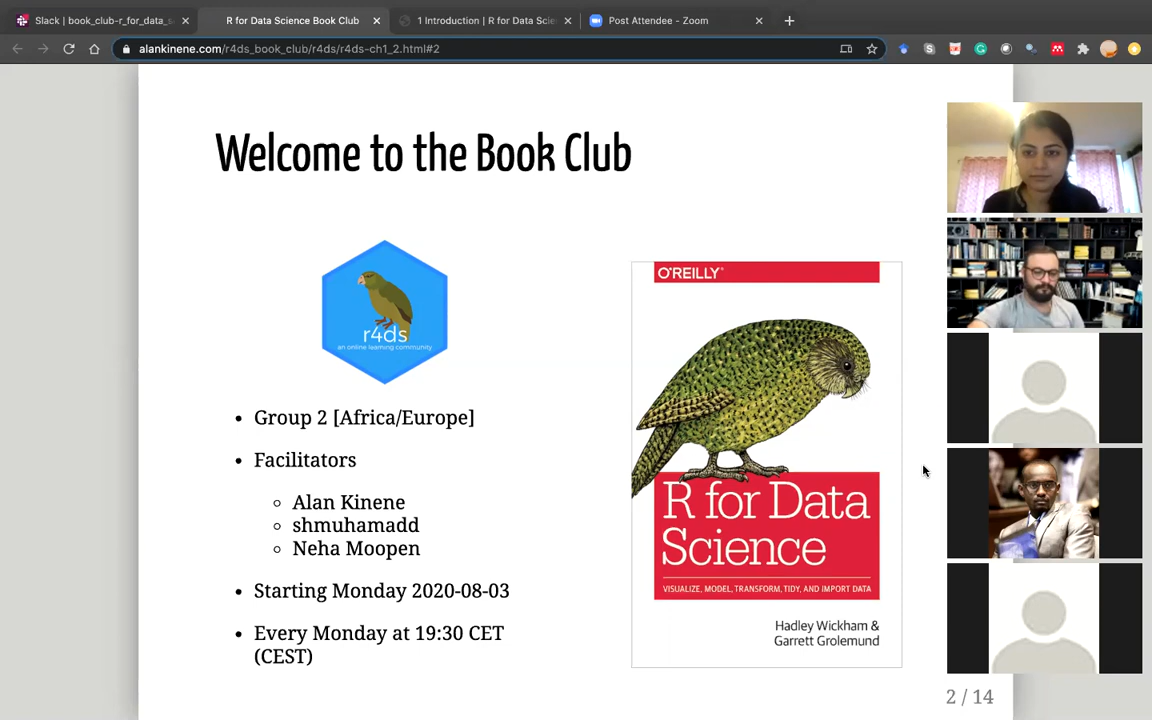 Slack | book_club-r_for_data_s
R for Data Science Book Club
1 Introduction | R for Data Scie
Post Attendee - Zoom
alankinene.com/r4ds_book_club/r4ds/r4ds-ch1_2.html#2
Welcome to the Book Club
r4ds
an online learning community
Group 2 [Africa/Europe]
Facilitators
Alan Kinene
shmuhamadd
Neha Moopen
Starting Monday 2020-08-03
Every Monday at 19:30 CET
(CEST)
O'REILLY®
R for Data
Science
VISUALIZE, MODEL, TRANSFORM, TIDY, AND IMPORT DATA
Hadley Wickham &
Garrett Grolemund
2 / 14